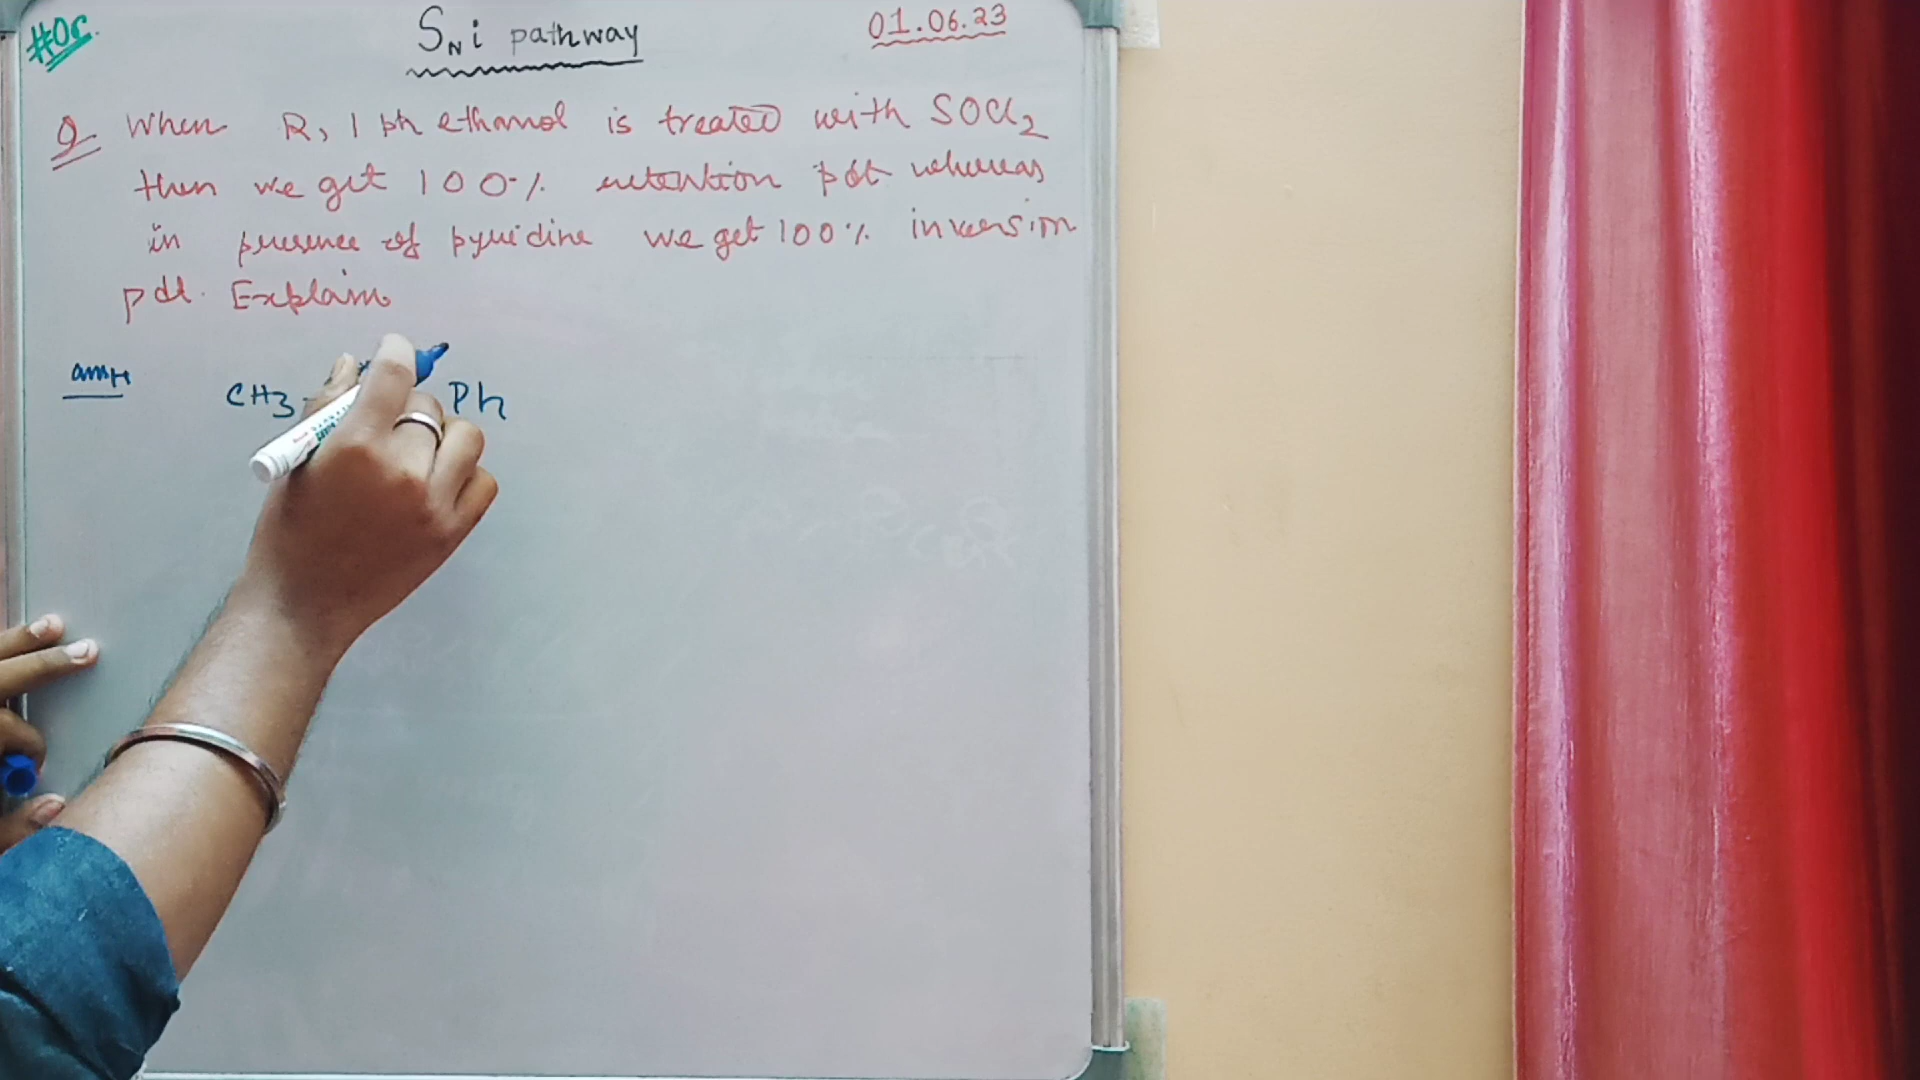 #Oc.
SNi pathway
01.06.23
Q When R, 1 ph ethanol is treated with SOCl2
then we get 100% retention pdt whereas
in presence of pyridine we get 100% inversion
pdt. Explain
ans
CH3 Ph